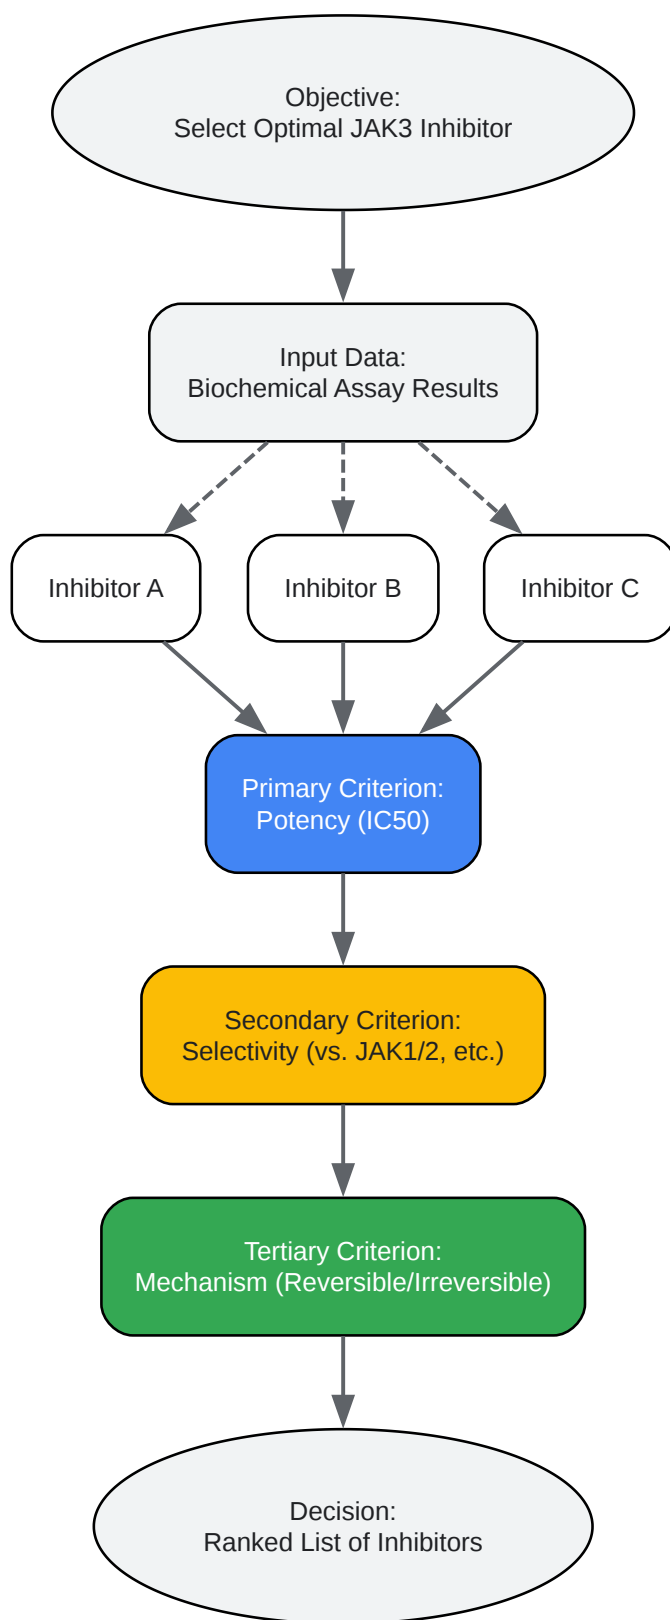 Objective:
Select Optimal JAK3 Inhibitor
Input Data:
Biochemical Assay Results
Inhibitor A
Inhibitor B
Inhibitor C
Primary Criterion:
Potency (IC50)
Secondary Criterion:
Selectivity (vs. JAK1/2, etc.)
Tertiary Criterion:
Mechanism (Reversible/Irreversible)
Decision:
Ranked List of Inhibitors